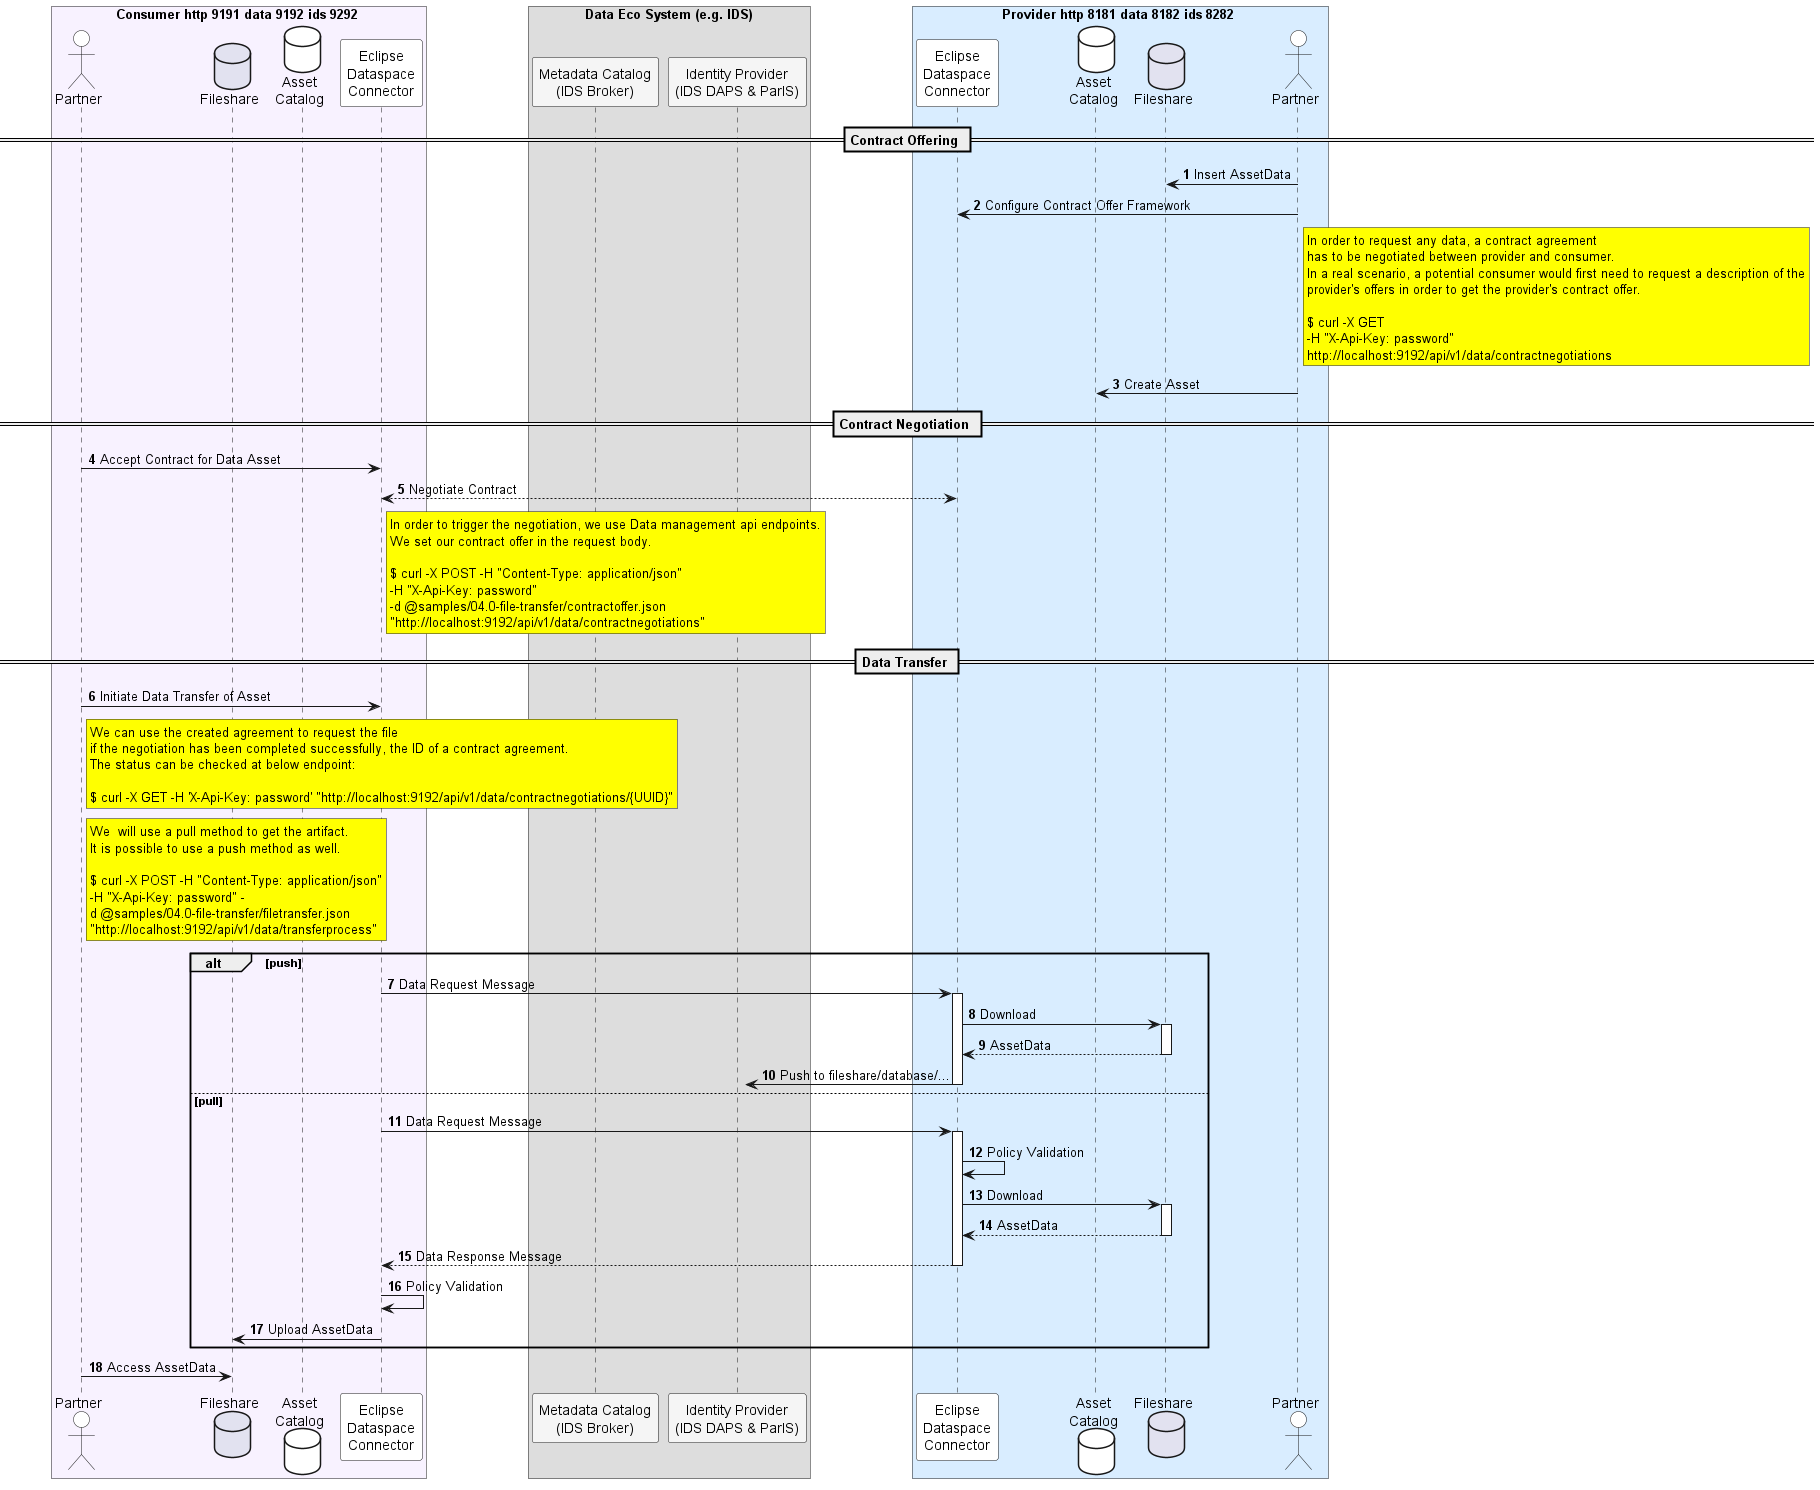 Consumer http 9191 data 9192 ids 9292
Data Eco System (e.g. IDS)
Provider http 8181 data 8182 ids 8282
Partner
Fileshare
Asset
Catalog
Eclipse
Dataspace
Connector
Metadata Catalog
(IDS Broker)
Identity Provider
(IDS DAPS & ParIS)
Eclipse
Dataspace
Connector
Asset
Catalog
Fileshare
Partner
Contract Offering
1 Insert AssetData
2 Configure Contract Offer Framework
In order to request any data, a contract agreement
has to be negotiated between provider and consumer.
In a real scenario, a potential consumer would first need to request a description of the
provider's offers in order to get the provider's contract offer.
$ curl -X GET
-H "X-Api-Key: password"
http://localhost:9192/api/v1/data/contractnegotiations
3 Create Asset
Contract Negotiation
4 Accept Contract for Data Asset
5 Negotiate Contract
In order to trigger the negotiation, we use Data management api endpoints.
We set our contract offer in the request body.
$ curl -X POST -H "Content-Type: application/json"
-H "X-Api-Key: password"
-d @samples/04.0-file-transfer/contractoffer.json
"http://localhost:9192/api/v1/data/contractnegotiations"
Data Transfer
6 Initiate Data Transfer of Asset
We can use the created agreement to request the file
if the negotiation has been completed successfully, the ID of a contract agreement.
The status can be checked at below endpoint:
$ curl -X GET -H 'X-Api-Key: password' "http://localhost:9192/api/v1/data/contractnegotiations/{UUID}"
We  will use a pull method to get the artifact.
It is possible to use a push method as well.
$ curl -X POST -H "Content-Type: application/json"
-H "X-Api-Key: password" -
d @samples/04.0-file-transfer/filetransfer.json
"http://localhost:9192/api/v1/data/transferprocess"
alt [push]
7 Data Request Message
8 Download
9 AssetData
10 Push to fileshare/database/...
[pull]
11 Data Request Message
12 Policy Validation
13 Download
14 AssetData
15 Data Response Message
16 Policy Validation
17 Upload AssetData
18 Access AssetData
Partner
Fileshare
Asset
Catalog
Eclipse
Dataspace
Connector
Metadata Catalog
(IDS Broker)
Identity Provider
(IDS DAPS & ParIS)
Eclipse
Dataspace
Connector
Asset
Catalog
Fileshare
Partner